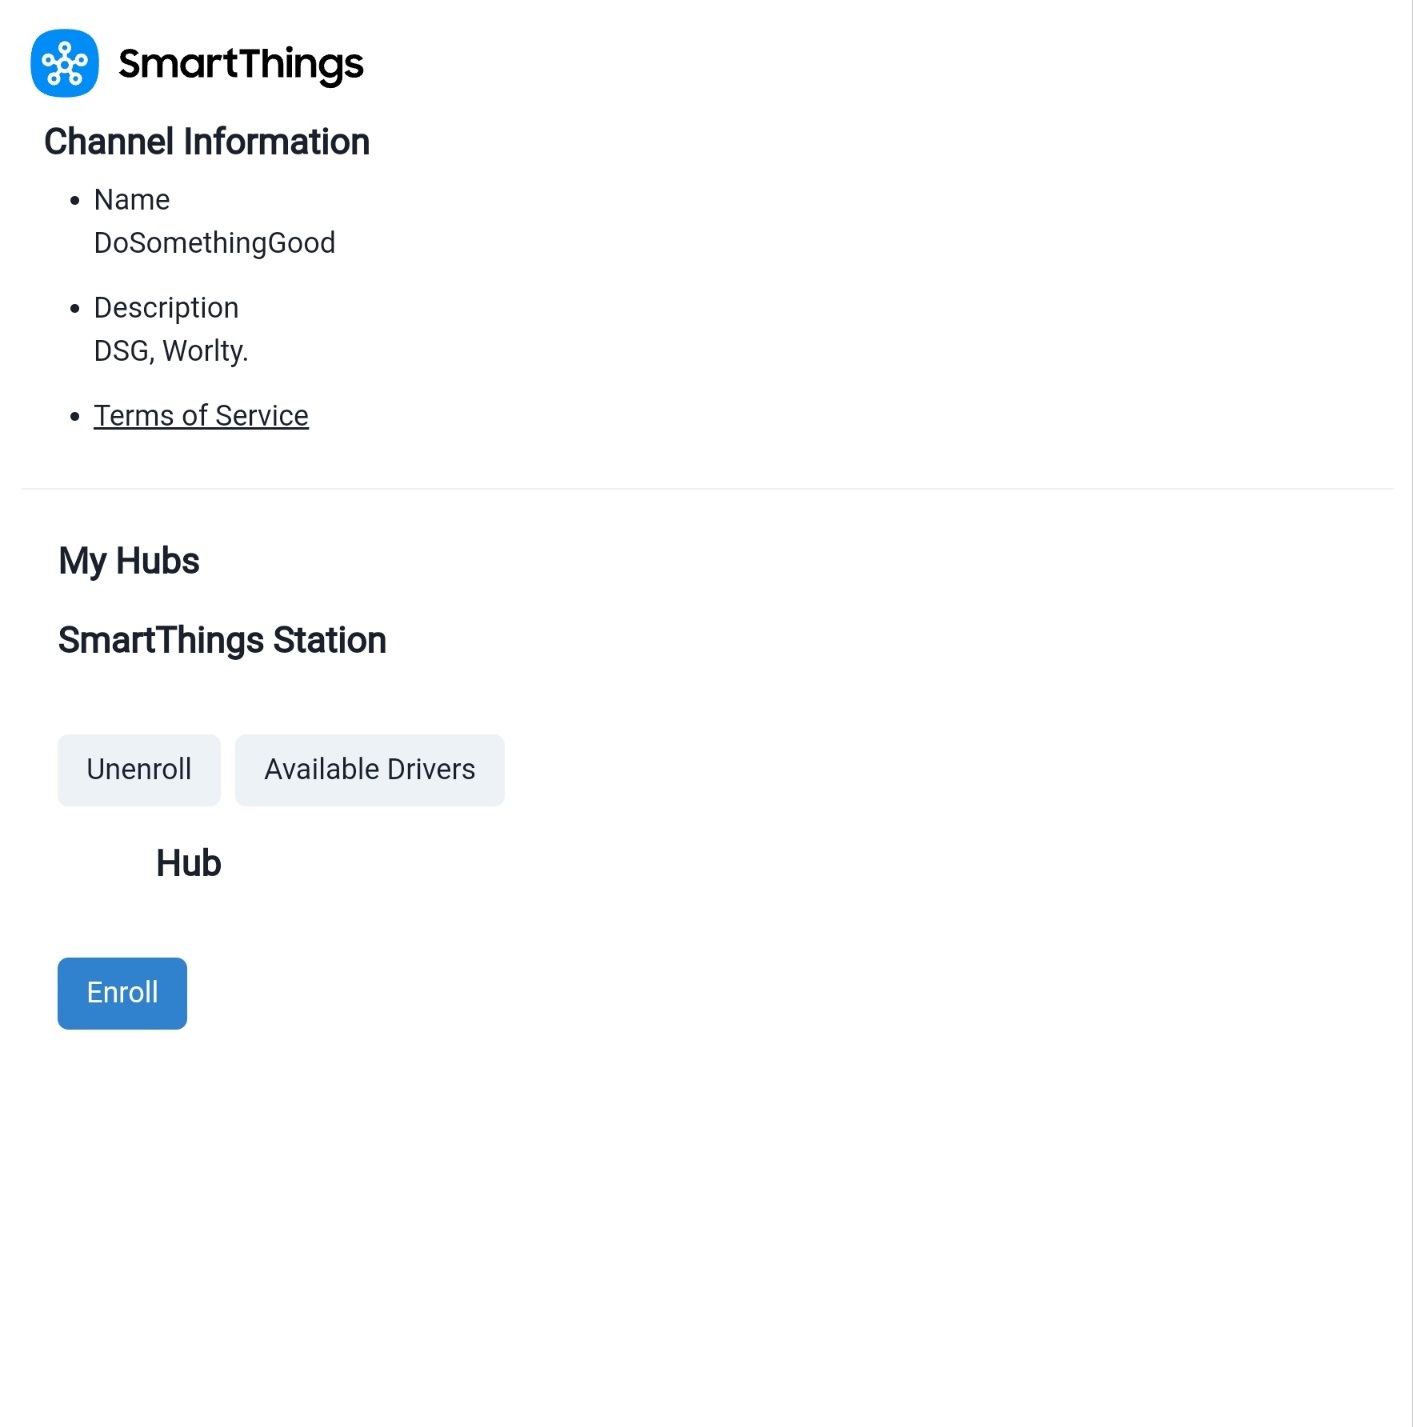 SmartThings
Channel Information
Name
DoSomethingGood
Description
DSG, Worlty.
Terms of Service
My Hubs
SmartThings Station
Unenroll
Available Drivers
Hub
Enroll